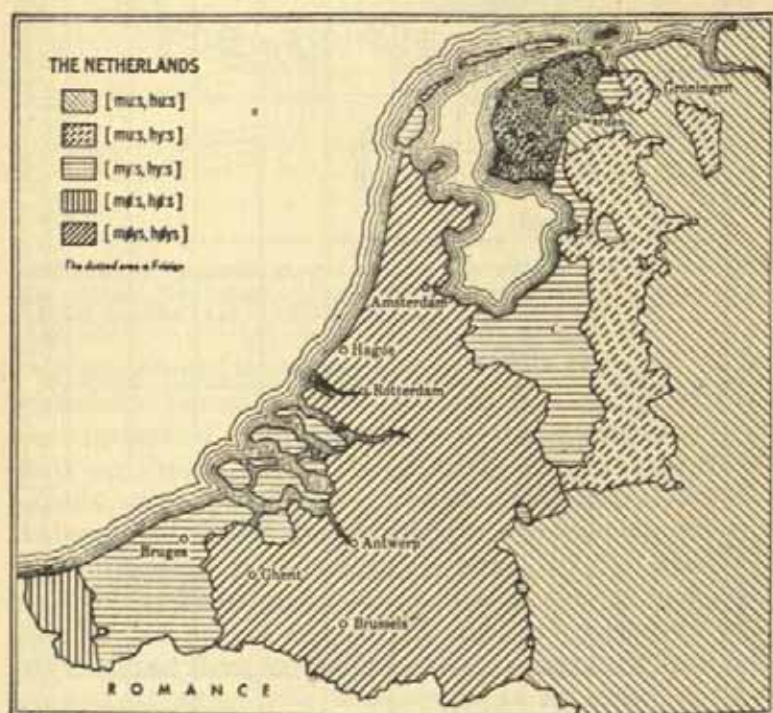 THE NETHERLANDS
[mu:s, hu:s]
[mu:s, hy:s]
[my:s, hy:s]
[mø:s, hø:s]
[møys, høys]
The dotted area is Frisian
Groningen
Amsterdam
Hague
Rotterdam
Bruges
Antwerp
Ghent
Brussels
ROMANCE